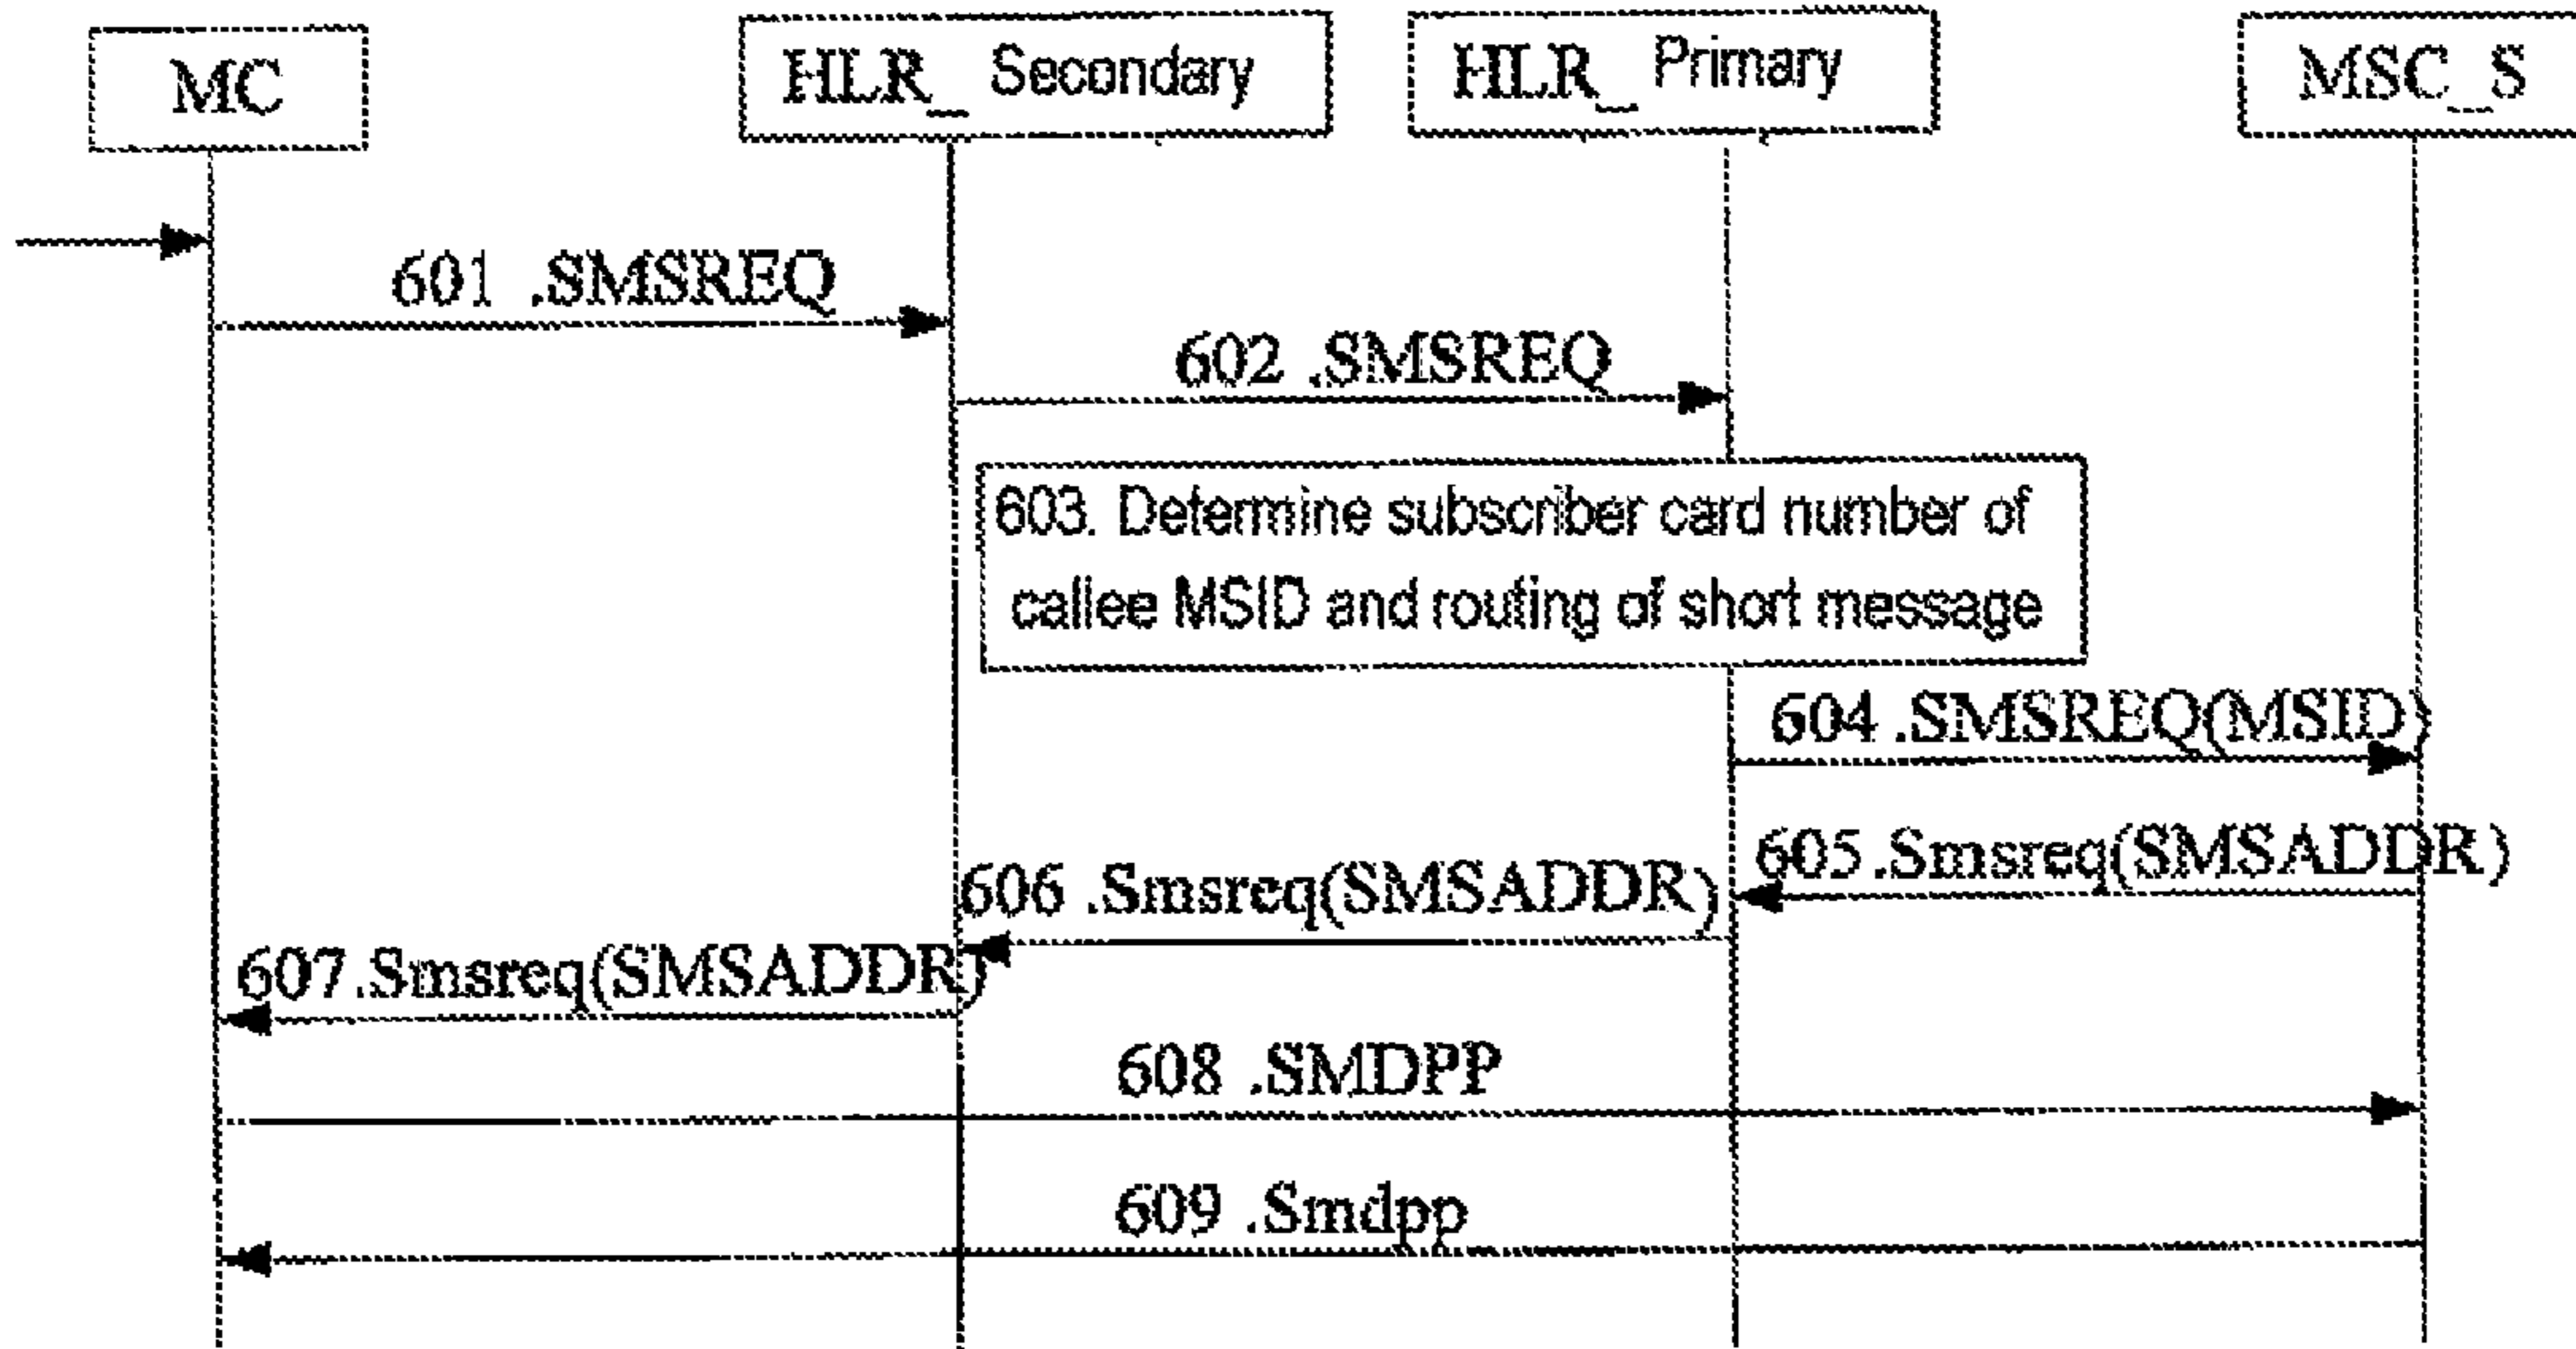 MC
HLR_ Secondary
HLR_ Primary
MSC_S
601 .SMSREQ
602 .SMSREQ
603. Determine subscriber card number of
callee MSID and routing of short message
604 .SMSREQ(MSID)
605.Smsreq(SMSADDR)
606 .Smsreq(SMSADDR)
607.Smsreq(SMSADDR)
608 .SMDPP
609 .Smdpp